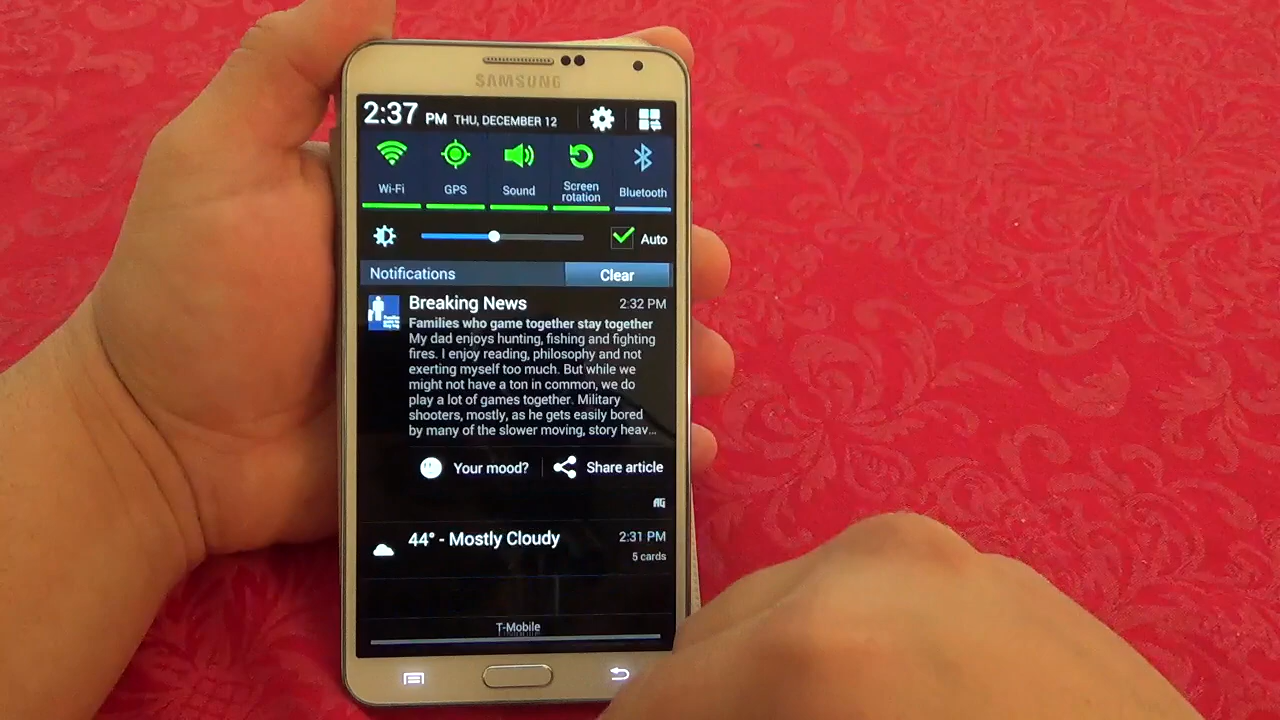 SAMSUNG
2:37 PM THU, DECEMBER 12
Wi-Fi
GPS
Sound
Screen
rotation
Bluetooth
Auto
Notifications
Clear
Breaking News
2:32 PM
Families who game together stay together
My dad enjoys hunting, fishing and fighting
fires. I enjoy reading, philosophy and not
exerting myself too much. But while we
might not have a ton in common, we do
play a lot of games together. Military
shooters, mostly, as he gets easily bored
by many of the slower moving, story heav...
Your mood?
Share article
44° - Mostly Cloudy
2:31 PM
5 cards
T-Mobile